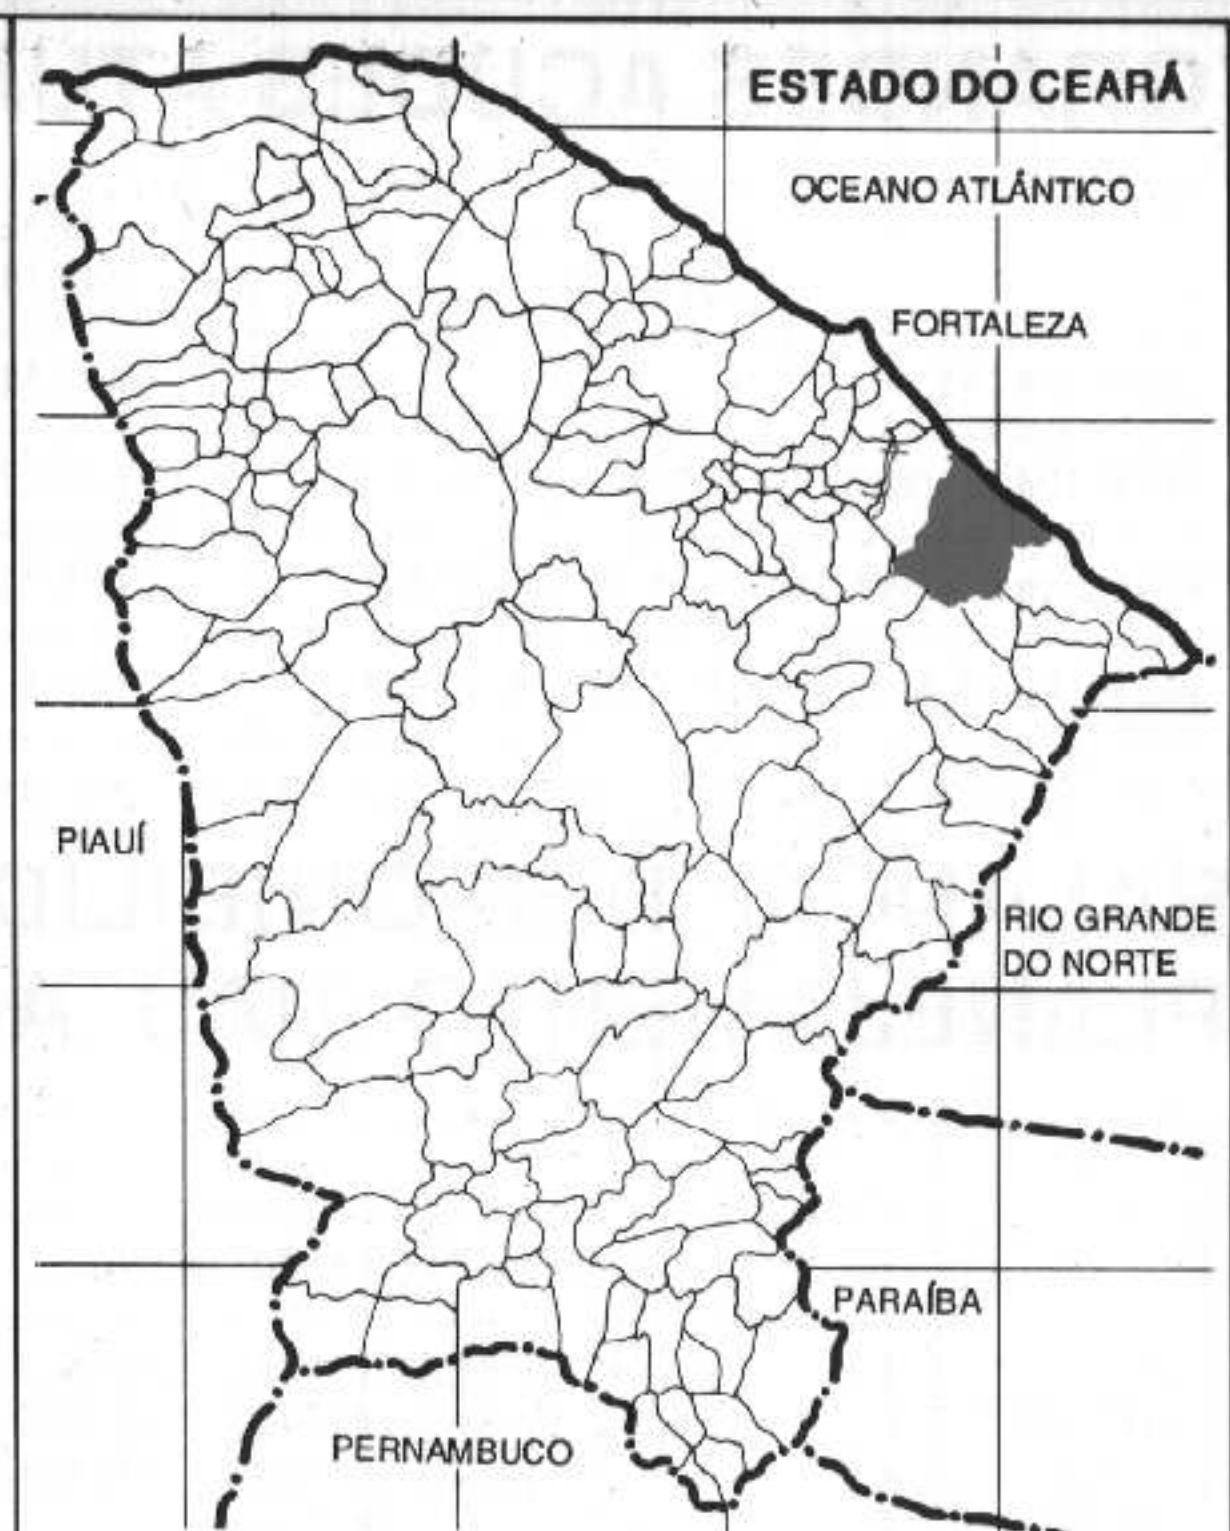 ESTADO DO CEARÁ
OCEANO ATLÂNTICO
FORTALEZA
PIAUÍ
RIO GRANDE
DO NORTE
PARAÍBA
PERNAMBUCO